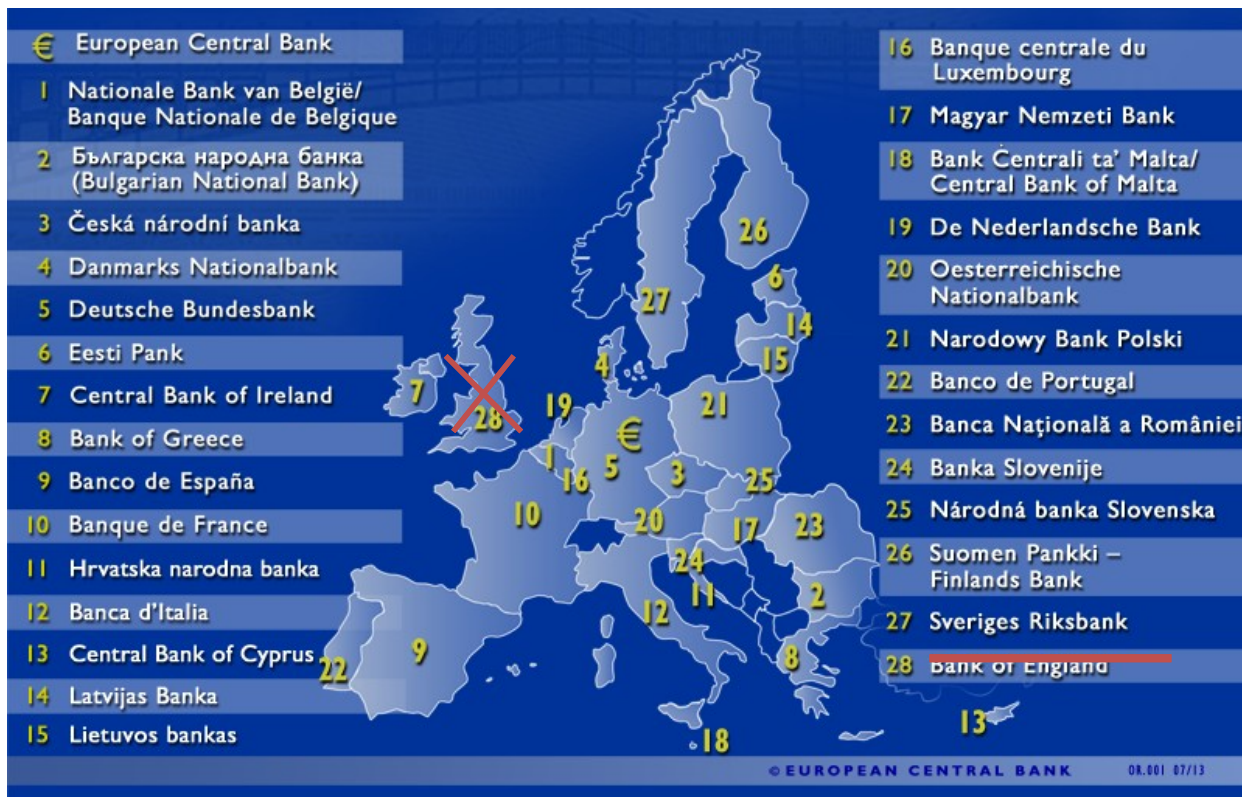 € European Central Bank
1 Nationale Bank van België/
Banque Nationale de Belgique
2 Българска народна банка
(Bulgarian National Bank)
3 Česká národní banka
4 Danmarks Nationalbank
5 Deutsche Bundesbank
6 Eesti Pank
7 Central Bank of Ireland
8 Bank of Greece
9 Banco de España
10 Banque de France
11 Hrvatska narodna banka
12 Banca d'Italia
13 Central Bank of Cyprus
14 Latvijas Banka
15 Lietuvos bankas
16 Banque centrale du
Luxembourg
17 Magyar Nemzeti Bank
18 Bank Ċentrali ta' Malta/
Central Bank of Malta
19 De Nederlandsche Bank
20 Oesterreichische
Nationalbank
21 Narodowy Bank Polski
22 Banco de Portugal
23 Banca Naţională a României
24 Banka Slovenije
25 Národná banka Slovenska
26 Suomen Pankki –
Finlands Bank
27 Sveriges Riksbank
28 Bank of England
26
6
27
14
15
4
7
28
19
21
€
1
5
3
16
25
10
20
17
23
24
11
2
12
9
22
8
13
18
©EUROPEAN CENTRAL BANK OR.001 07/13